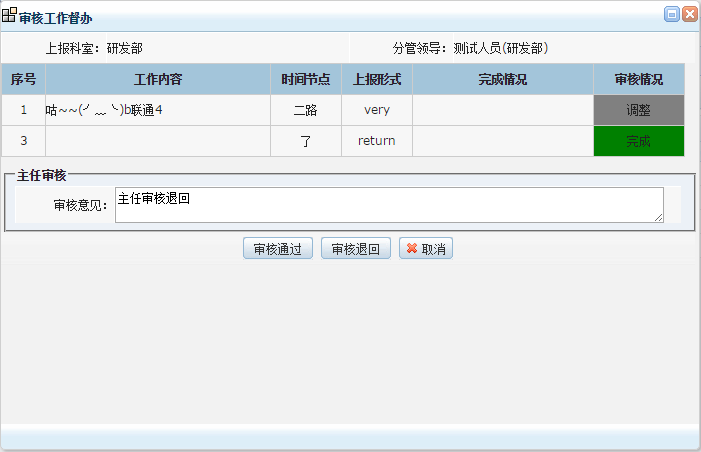 审核工作督办
上报科室： 研发部 分管领导： 测试人员(研发部)
序号 工作内容 时间节点 上报形式 完成情况 审核情况
1 咕~~(╯﹏╰)b联通4 二路 very 调整
3 了 return 完成
主任审核
审核意见： 主任审核退回
审核通过 审核退回 取消